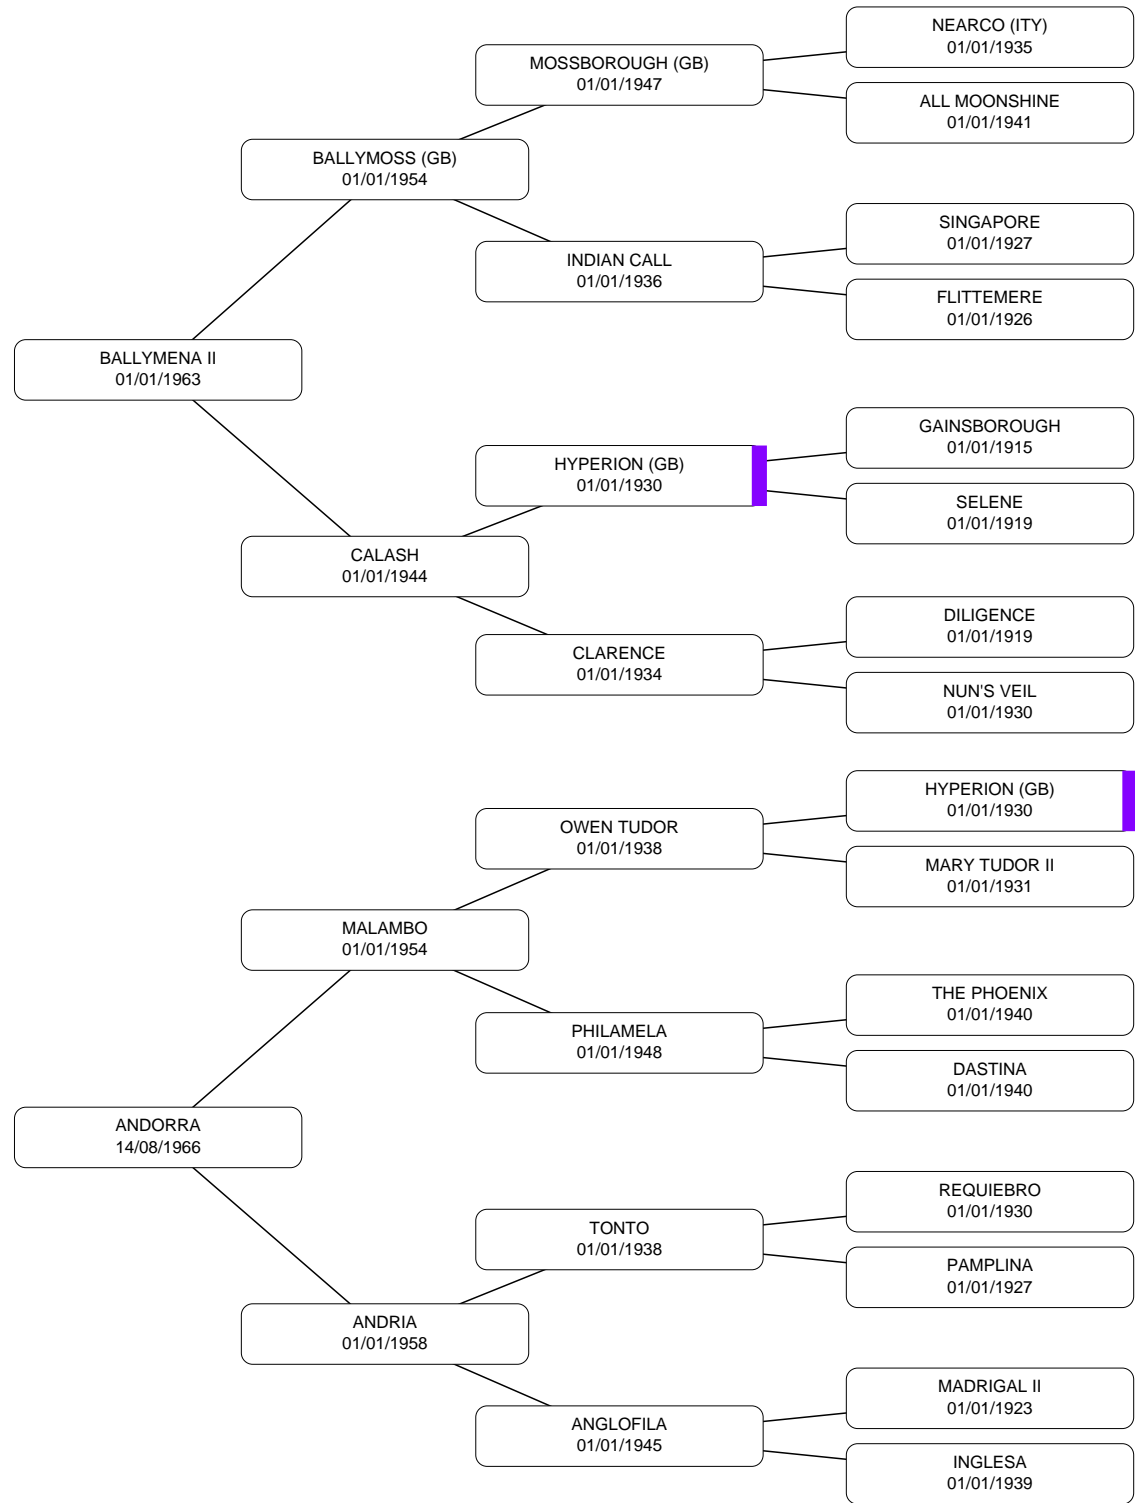 NEARCO (ITY)
01/01/1935
MOSSBOROUGH (GB)
01/01/1947
ALL MOONSHINE
01/01/1941
BALLYMOSS (GB)
01/01/1954
SINGAPORE
01/01/1927
INDIAN CALL
01/01/1936
FLITTEMERE
01/01/1926
BALLYMENA II
01/01/1963
GAINSBOROUGH
01/01/1915
HYPERION (GB)
01/01/1930
SELENE
01/01/1919
CALASH
01/01/1944
DILIGENCE
01/01/1919
CLARENCE
01/01/1934
NUN'S VEIL
01/01/1930
HYPERION (GB)
01/01/1930
OWEN TUDOR
01/01/1938
MARY TUDOR II
01/01/1931
MALAMBO
01/01/1954
THE PHOENIX
01/01/1940
PHILAMELA
01/01/1948
DASTINA
01/01/1940
ANDORRA
14/08/1966
REQUIEBRO
01/01/1930
TONTO
01/01/1938
PAMPLINA
01/01/1927
ANDRIA
01/01/1958
MADRIGAL II
01/01/1923
ANGLOFILA
01/01/1945
INGLESA
01/01/1939